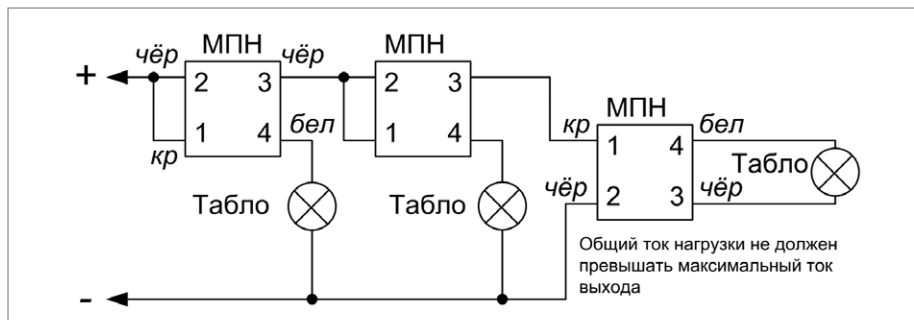 МПН
МПН
чёр
чёр
+
2
3
2
3
МПН
1
4
бел
1
4
кр
бел
кр
1
4
Табло
Табло
Табло
чёр
2
3
чёр
Общий ток нагрузки не должен
превышать максимальный ток
выхода
-